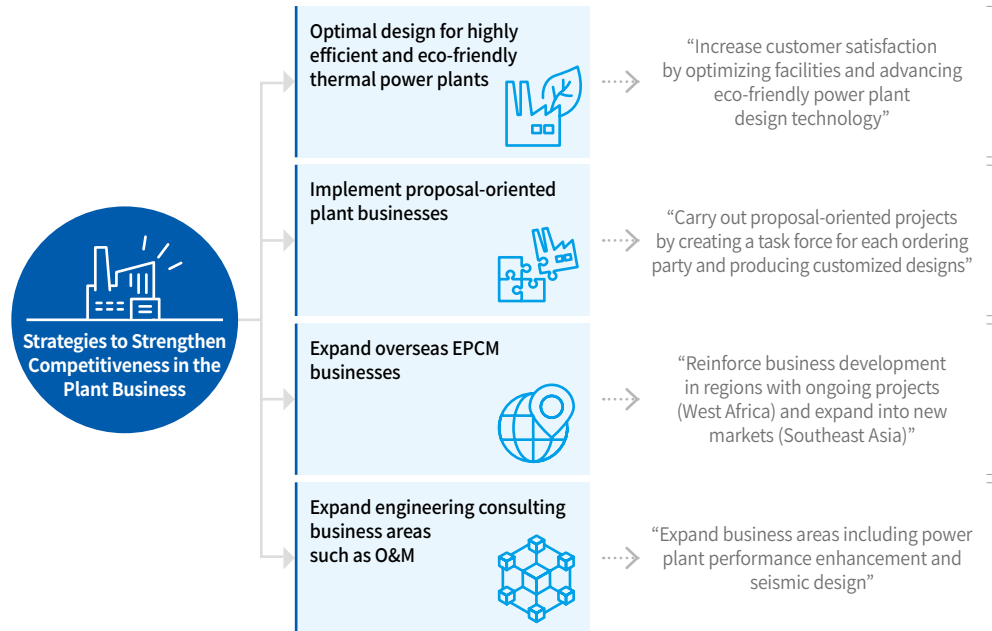 Strategies to Strengthen
Competitiveness in the
Plant Business
Optimal design for highly
efficient and eco-friendly
thermal power plants
“Increase customer satisfaction
by optimizing facilities and advancing
eco-friendly power plant
design technology”
Implement proposal-oriented
plant businesses
“Carry out proposal-oriented projects
by creating a task force for each ordering
party and producing customized designs”
Expand overseas EPCM
businesses
“Reinforce business development
in regions with ongoing projects
(West Africa) and expand into new
markets (Southeast Asia)”
Expand engineering consulting
business areas
such as O&M
“Expand business areas including power
plant performance enhancement and
seismic design”